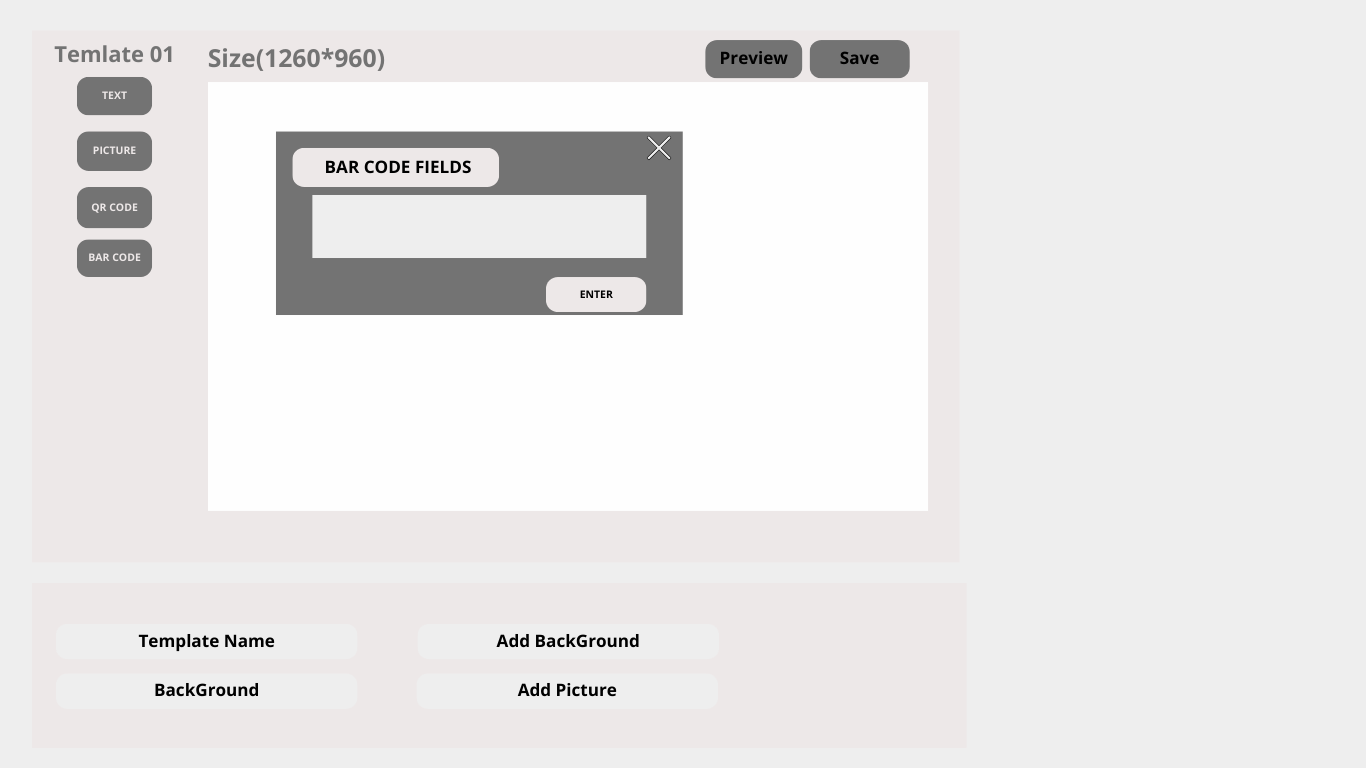 Temlate 01
Size(1260*960)
Preview
Save
TEXT
PICTURE
QR CODE
BAR CODE
BAR CODE FIELDS
ENTER
Template Name
Add BackGround
BackGround
Add Picture